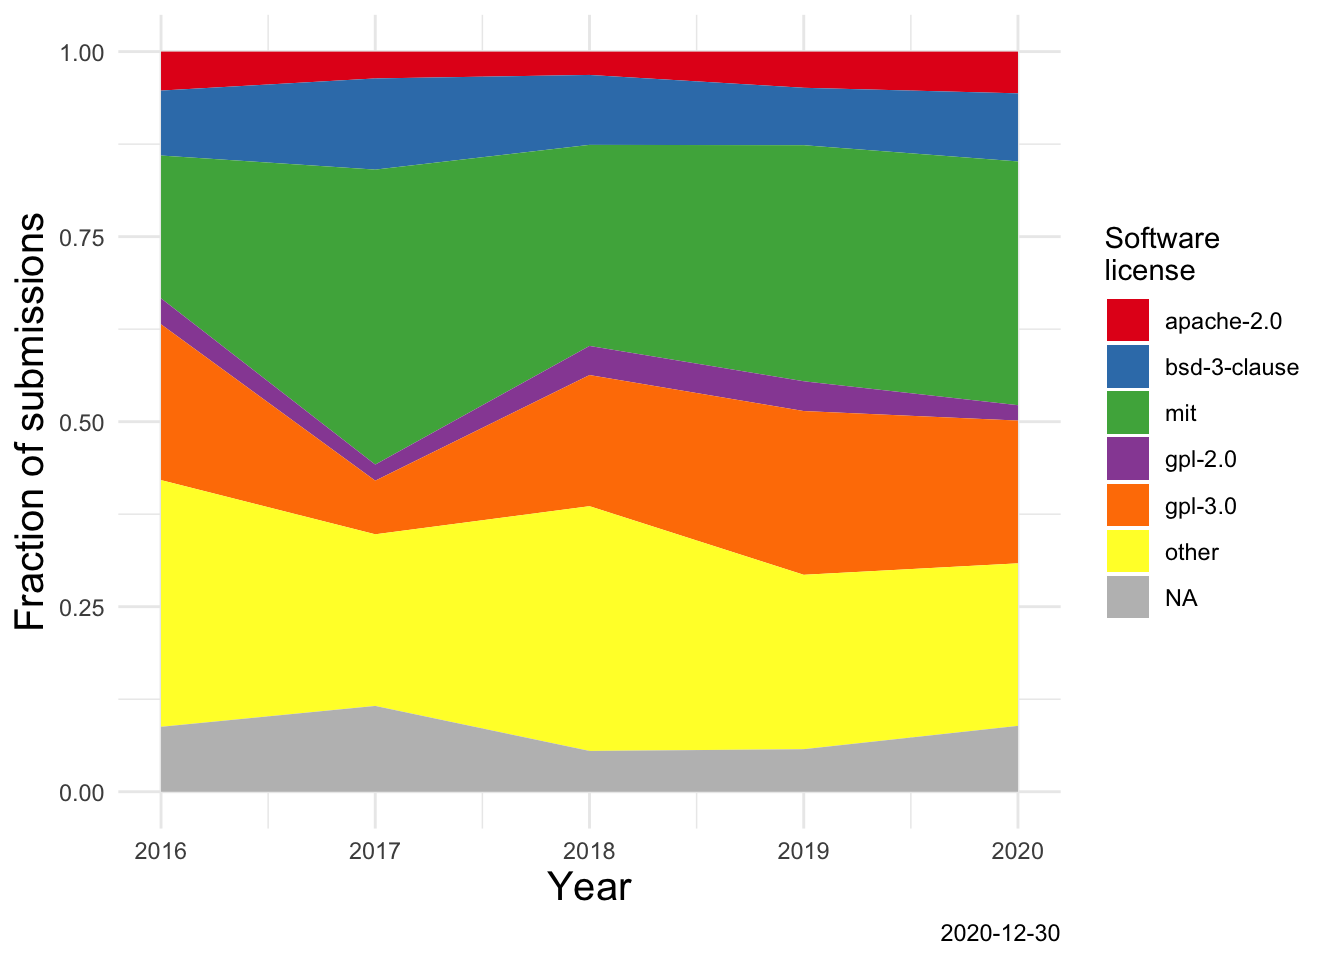 1.00
0.75
0.50
0.25
0.00
Fraction of submissions
2016 2017 2018 2019 2020
Year
2020-12-30
Software
license
apache-2.0
bsd-3-clause
mit
gpl-2.0
gpl-3.0
other
NA